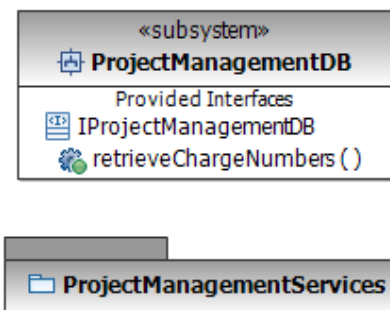 «subsystem»
ProjectManagementDB
Provided Interfaces
IProjectManagementDB
retrieveChargeNumbers ( )
ProjectManagementServices